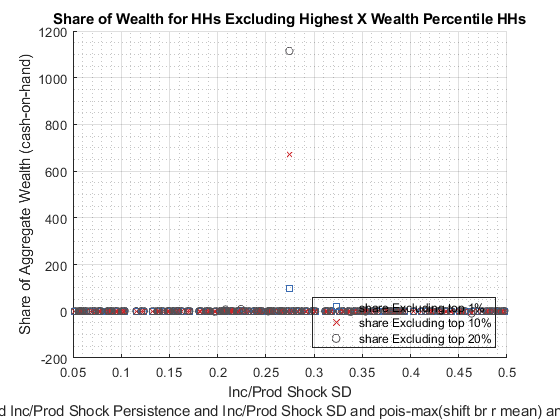 Share of Wealth for HHs Excluding Highest X Wealth Percentile HHs
1200
1000
800
600
400
200
0
-200
Share of Aggregate Wealth (cash-on-hand)
share Excluding top 1%
share Excluding top 10%
share Excluding top 20%
0.05 0.1 0.15 0.2 0.25 0.3 0.35 0.4 0.45 0.5
Inc/Prod Shock SD
d Inc/Prod Shock Persistence and Inc/Prod Shock SD and pois-max(shift br r mean) ar